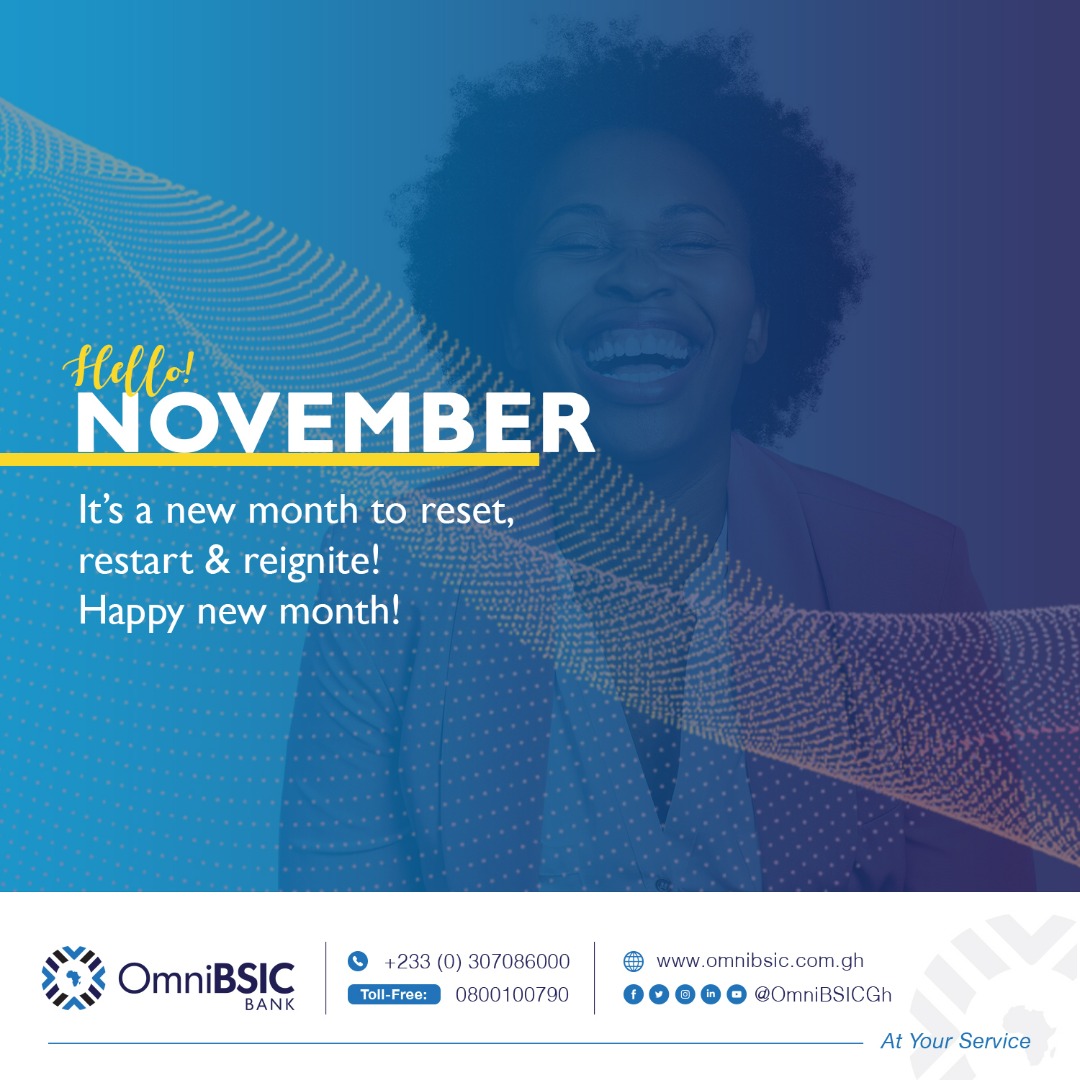 Hello!
NOVEMBER
It's a new month to reset,
restart & reignite!
Happy new month!
OmniBSIC
BANK
+233 (0) 307086000
Toll-Free: 0800100790
www.omnibsic.com.gh
@OmniBSICGh
At Your Service